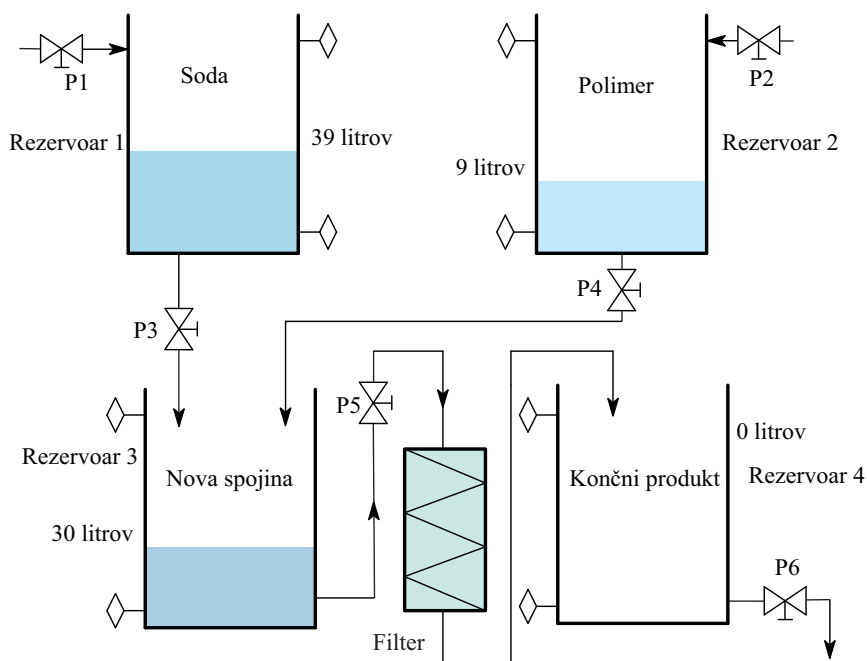 P1
Soda
Rezervoar 1
39 litrov
Polimer
P2
9 litrov
Rezervoar 2
P3
P4
Rezervoar 3
Nova spojina
30 litrov
P5
Filter
Končni produkt
0 litrov
Rezervoar 4
P6